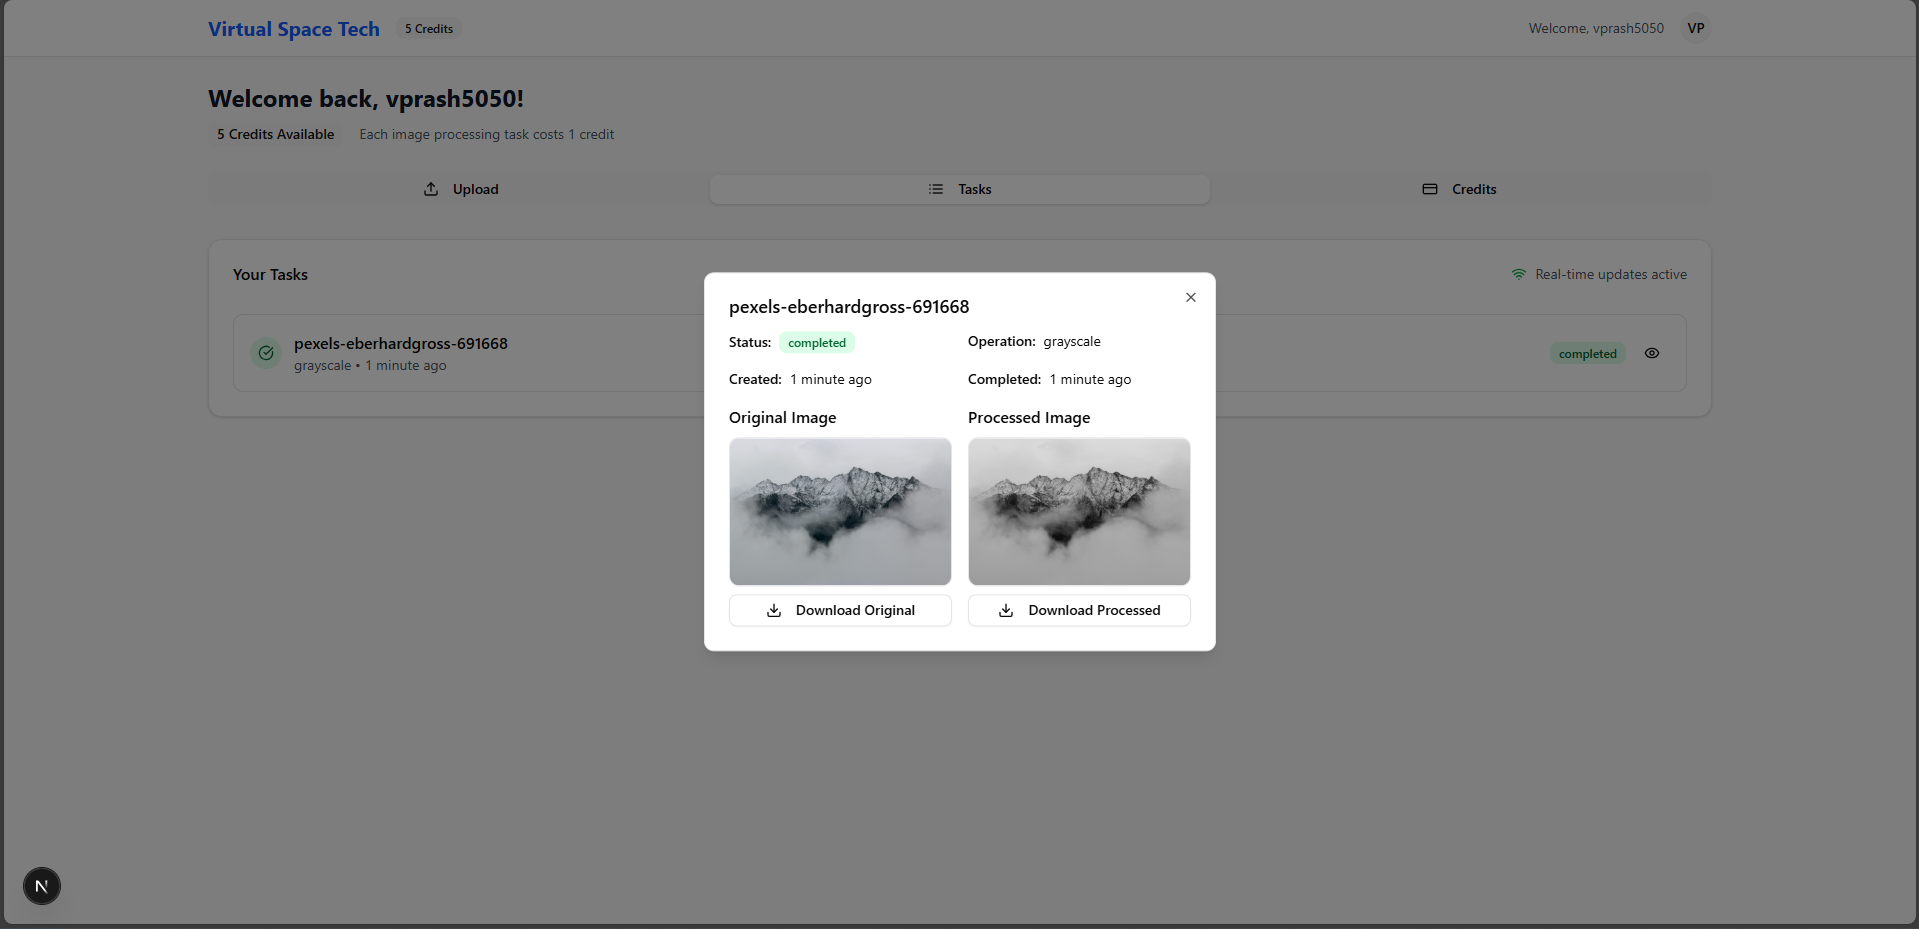 Virtual Space Tech 5 Credits Welcome, vprash5050 VP
Welcome back, vprash5050!
5 Credits Available Each image processing task costs 1 credit
Upload Tasks Credits
Your Tasks Real-time updates active
pexels-eberhardgross-691668
grayscale • 1 minute ago
completed
pexels-eberhardgross-691668
Status: completed Operation: grayscale
Created: 1 minute ago Completed: 1 minute ago
Original Image Processed Image
Download Original Download Processed
N